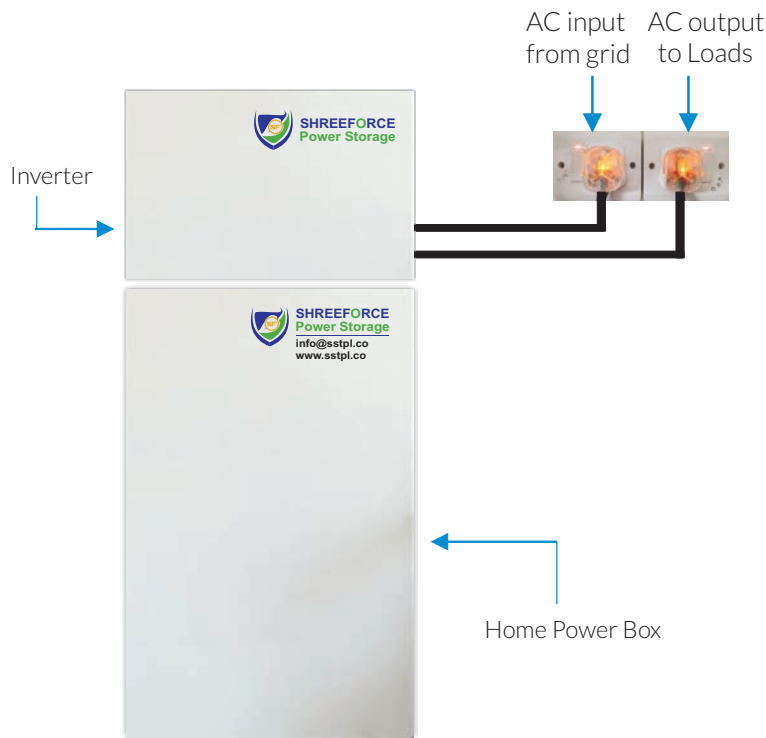 AC input
from grid
AC output
to Loads
SHREEFORCE
Power Storage
Inverter
SHREEFORCE
Power Storage
info@sstpl.co
www.sstpl.co
Home Power Box